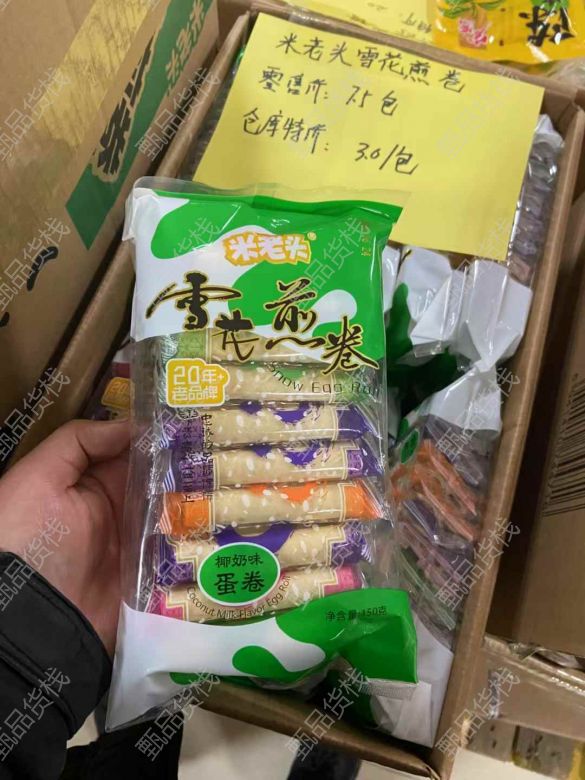 米老头雪花煎卷
零售价:7.5包
仓库特价:3.0/包
米老头
雪花煎卷
Snow Egg Roll
20年+
老品牌
椰奶味
蛋卷
Coconut Milk-Flavor Egg Roll
净含量:150克
甄品货栈